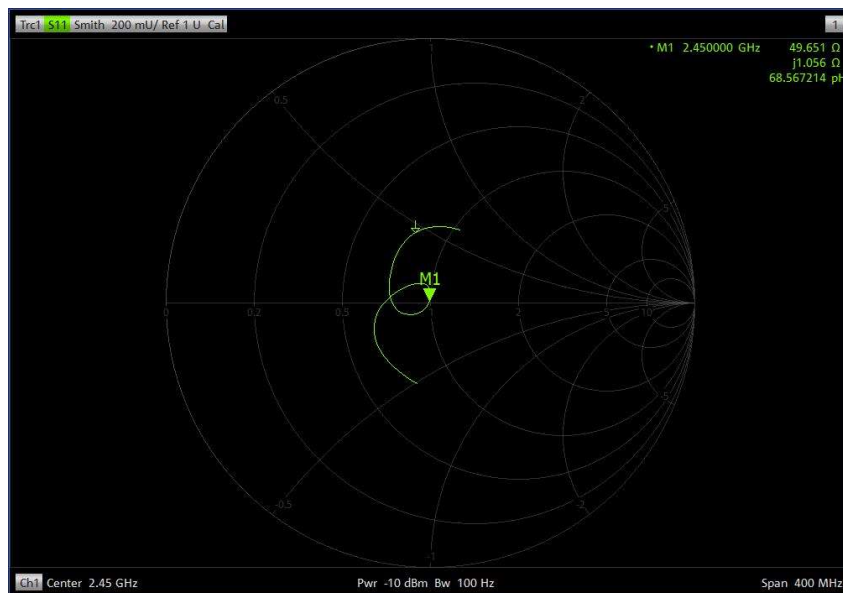 Trc1 S11 Smith 200 mU/ Ref 1 U Cal
1
• M1 2.450000 GHz 49.651 Ω
j1.056 Ω
68.567214 pH
1
0.5
2
5
M1
0
0.2
0.5
1
2
5
10
-5
-0.5
-2
-1
Ch1 Center 2.45 GHz Pwr -10 dBm Bw 100 Hz Span 400 MHz